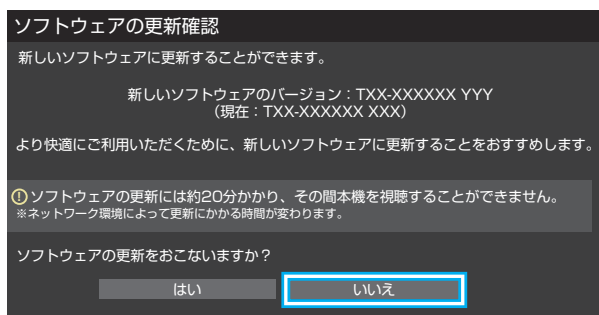 ソフトウェアの更新確認
新しいソフトウェアに更新することができます。
新しいソフトウェアのバージョン：TXX-XXXXXX YYY
（現在：TXX-XXXXXX XXX）
より快適にご利用いただくために、新しいソフトウェアに更新することをおすすめします。
ソフトウェアの更新には約20分かかり、その間本機を視聴することができません。
※ネットワーク環境によって更新にかかる時間が変わります。
ソフトウェアの更新をおこないますか？
はい いいえ